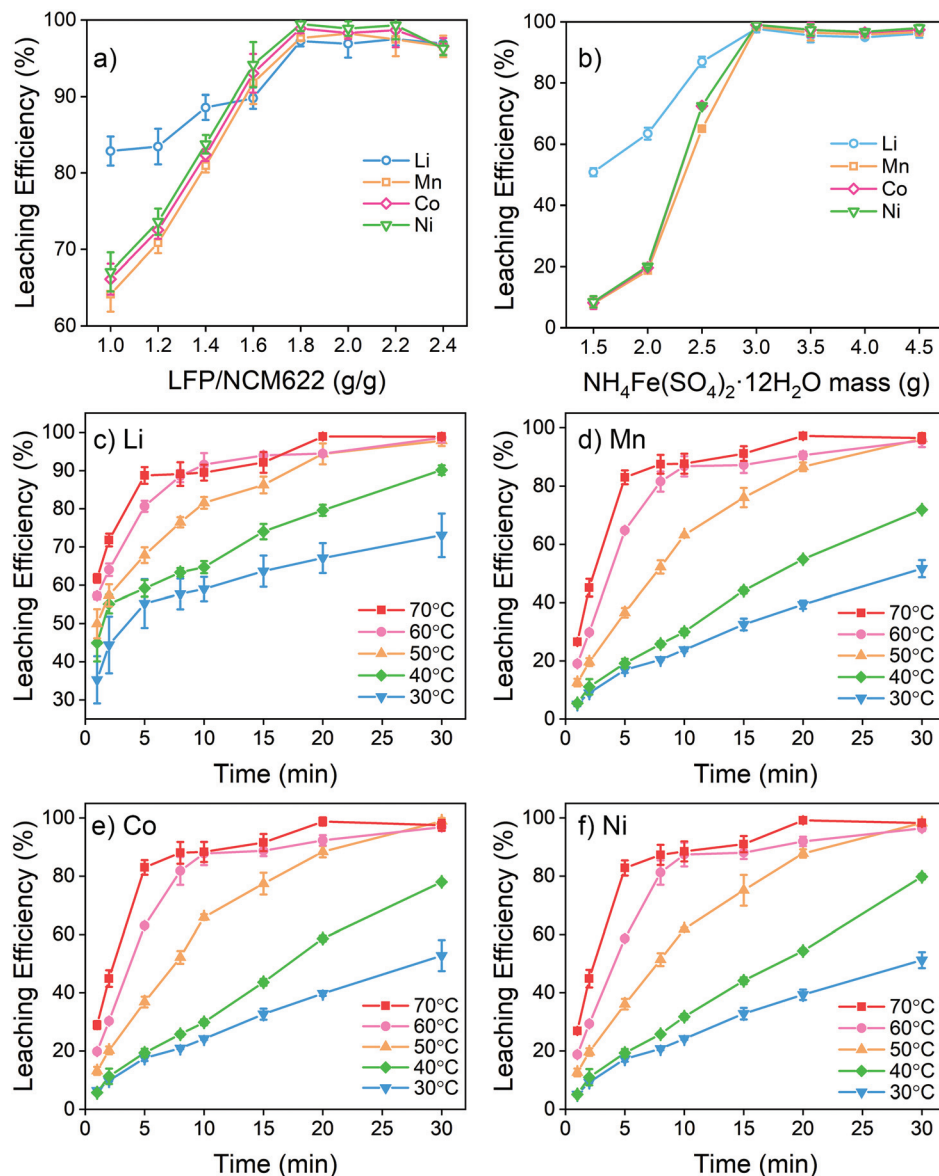 a)
Leaching Efficiency (%)
100
90
80
70
60
Li
Mn
Co
Ni
1.0 1.2 1.4 1.6 1.8 2.0 2.2 2.4
LFP/NCM622 (g/g)
b)
Leaching Efficiency (%)
100
80
60
40
20
0
Li
Mn
Co
Ni
1.5 2.0 2.5 3.0 3.5 4.0 4.5
NH₄Fe(SO₄)₂·12H₂O mass (g)
c) Li
Leaching Efficiency (%)
100
90
80
70
60
50
40
30
70°C
60°C
50°C
40°C
30°C
0 5 10 15 20 25 30
Time (min)
d) Mn
Leaching Efficiency (%)
100
80
60
40
20
0
70°C
60°C
50°C
40°C
30°C
0 5 10 15 20 25 30
Time (min)
e) Co
Leaching Efficiency (%)
100
80
60
40
20
0
70°C
60°C
50°C
40°C
30°C
0 5 10 15 20 25 30
Time (min)
f) Ni
Leaching Efficiency (%)
100
80
60
40
20
0
70°C
60°C
50°C
40°C
30°C
0 5 10 15 20 25 30
Time (min)